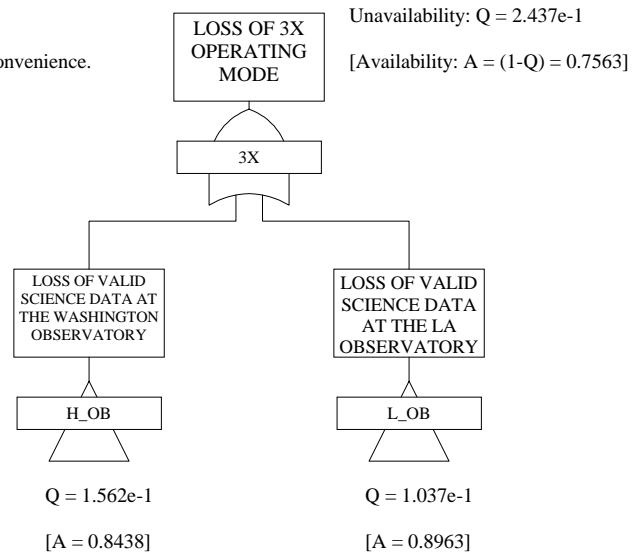 LOSS OF 3X
OPERATING
MODE
Unavailability: Q = 2.437e-1
onvenience.
[Availability: A = (1-Q) = 0.7563]
3X
LOSS OF VALID
SCIENCE DATA AT
THE WASHINGTON
OBSERVATORY
LOSS OF VALID
SCIENCE DATA
AT THE LA
OBSERVATORY
H_OB
L_OB
Q = 1.562e-1
Q = 1.037e-1
[A = 0.8438]
[A = 0.8963]